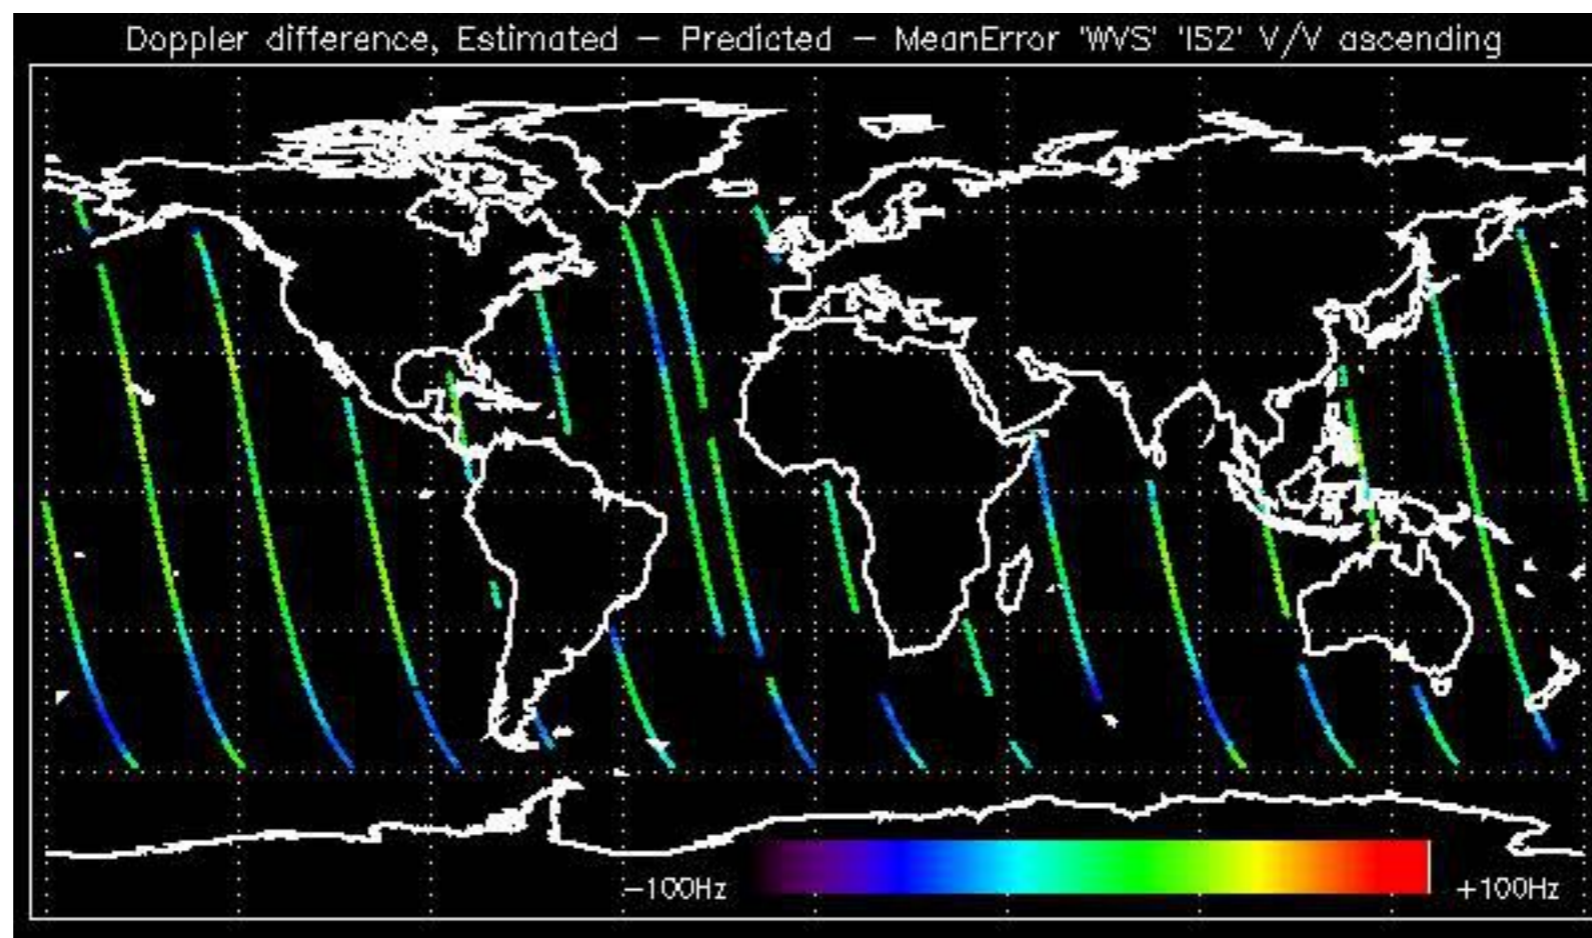 Doppler difference, Estimated – Predicted – MeanError 'WVS' 'IS2' V/V ascending
–100Hz +100Hz